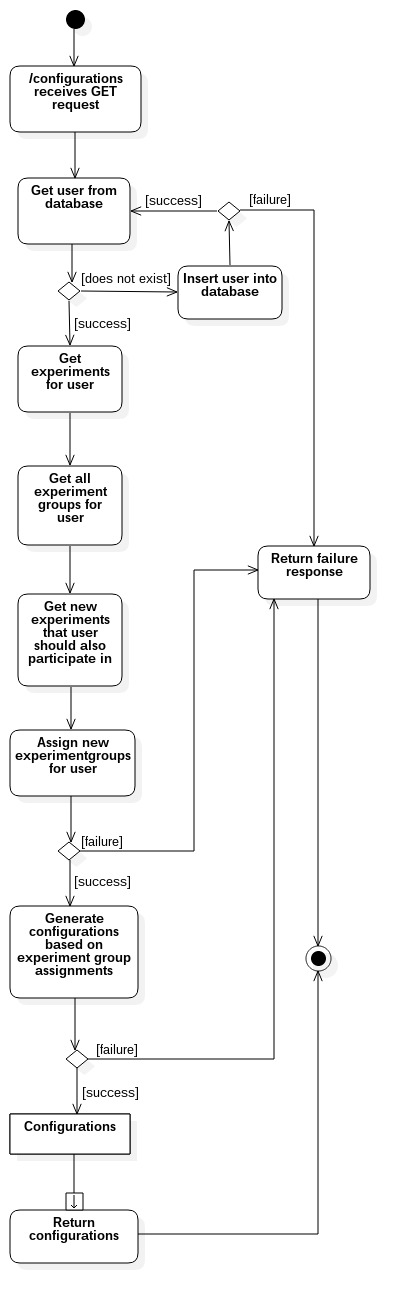 /configurations
receives GET
request
Get user from
database
[success]
[failure]
[does not exist]
Insert user into
database
[success]
Get
experiments
for user
Get all
experiment
groups for
user
Return failure
response
Get new
experiments
that user
should also
participate in
Assign new
experimentgroups
for user
[failure]
[success]
Generate
configurations
based on
experiment group
assignments
[failure]
[success]
Configurations
Return
configurations